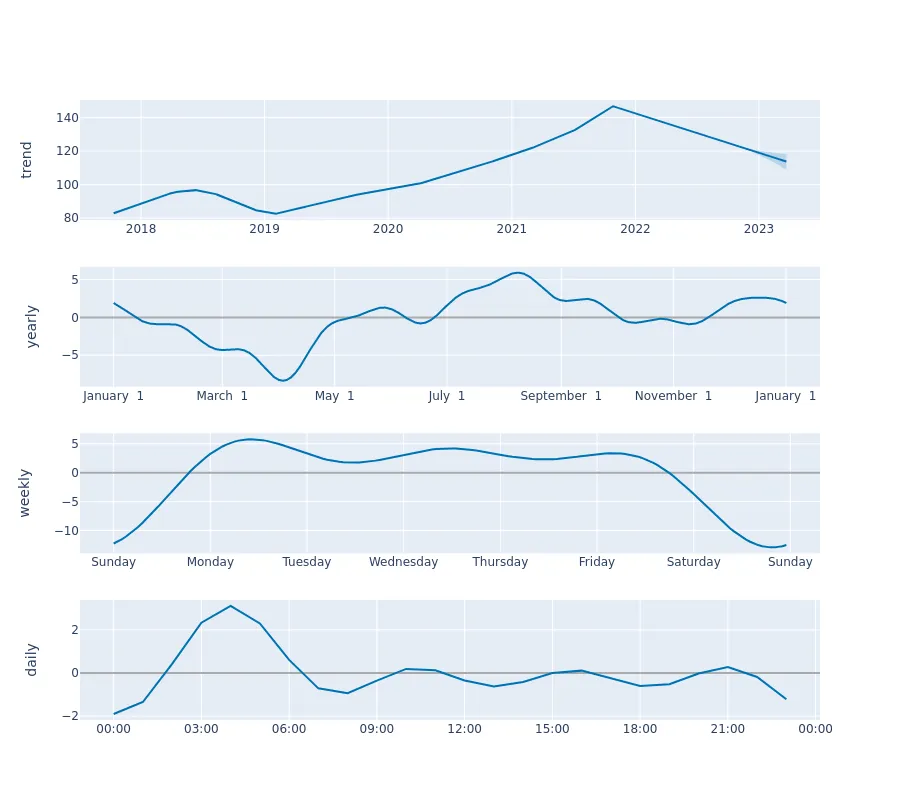 trend
140
120
100
80
2018 2019 2020 2021 2022 2023
yearly
5
0
−5
January 1 March 1 May 1 July 1 September 1 November 1 January 1
weekly
5
0
−5
−10
Sunday Monday Tuesday Wednesday Thursday Friday Saturday Sunday
daily
2
0
−2
00:00 03:00 06:00 09:00 12:00 15:00 18:00 21:00 00:00